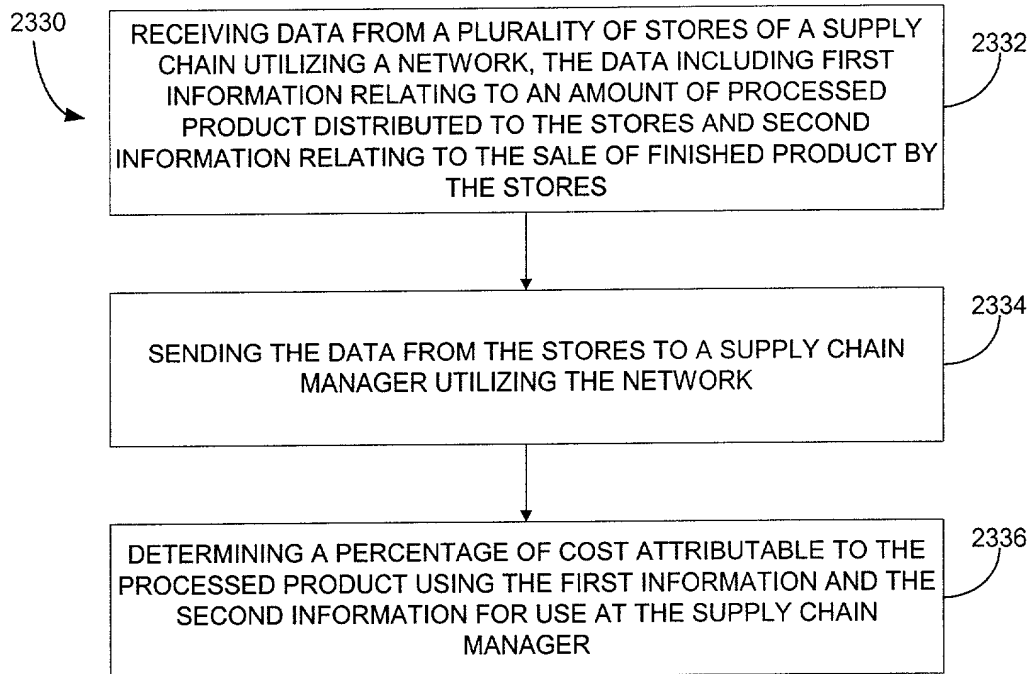 2330
RECEIVING DATA FROM A PLURALITY OF STORES OF A SUPPLY
CHAIN UTILIZING A NETWORK, THE DATA INCLUDING FIRST
INFORMATION RELATING TO AN AMOUNT OF PROCESSED
PRODUCT DISTRIBUTED TO THE STORES AND SECOND
INFORMATION RELATING TO THE SALE OF FINISHED PRODUCT BY
THE STORES
2332
SENDING THE DATA FROM THE STORES TO A SUPPLY CHAIN
MANAGER UTILIZING THE NETWORK
2334
DETERMINING A PERCENTAGE OF COST ATTRIBUTABLE TO THE
PROCESSED PRODUCT USING THE FIRST INFORMATION AND THE
SECOND INFORMATION FOR USE AT THE SUPPLY CHAIN
MANAGER
2336